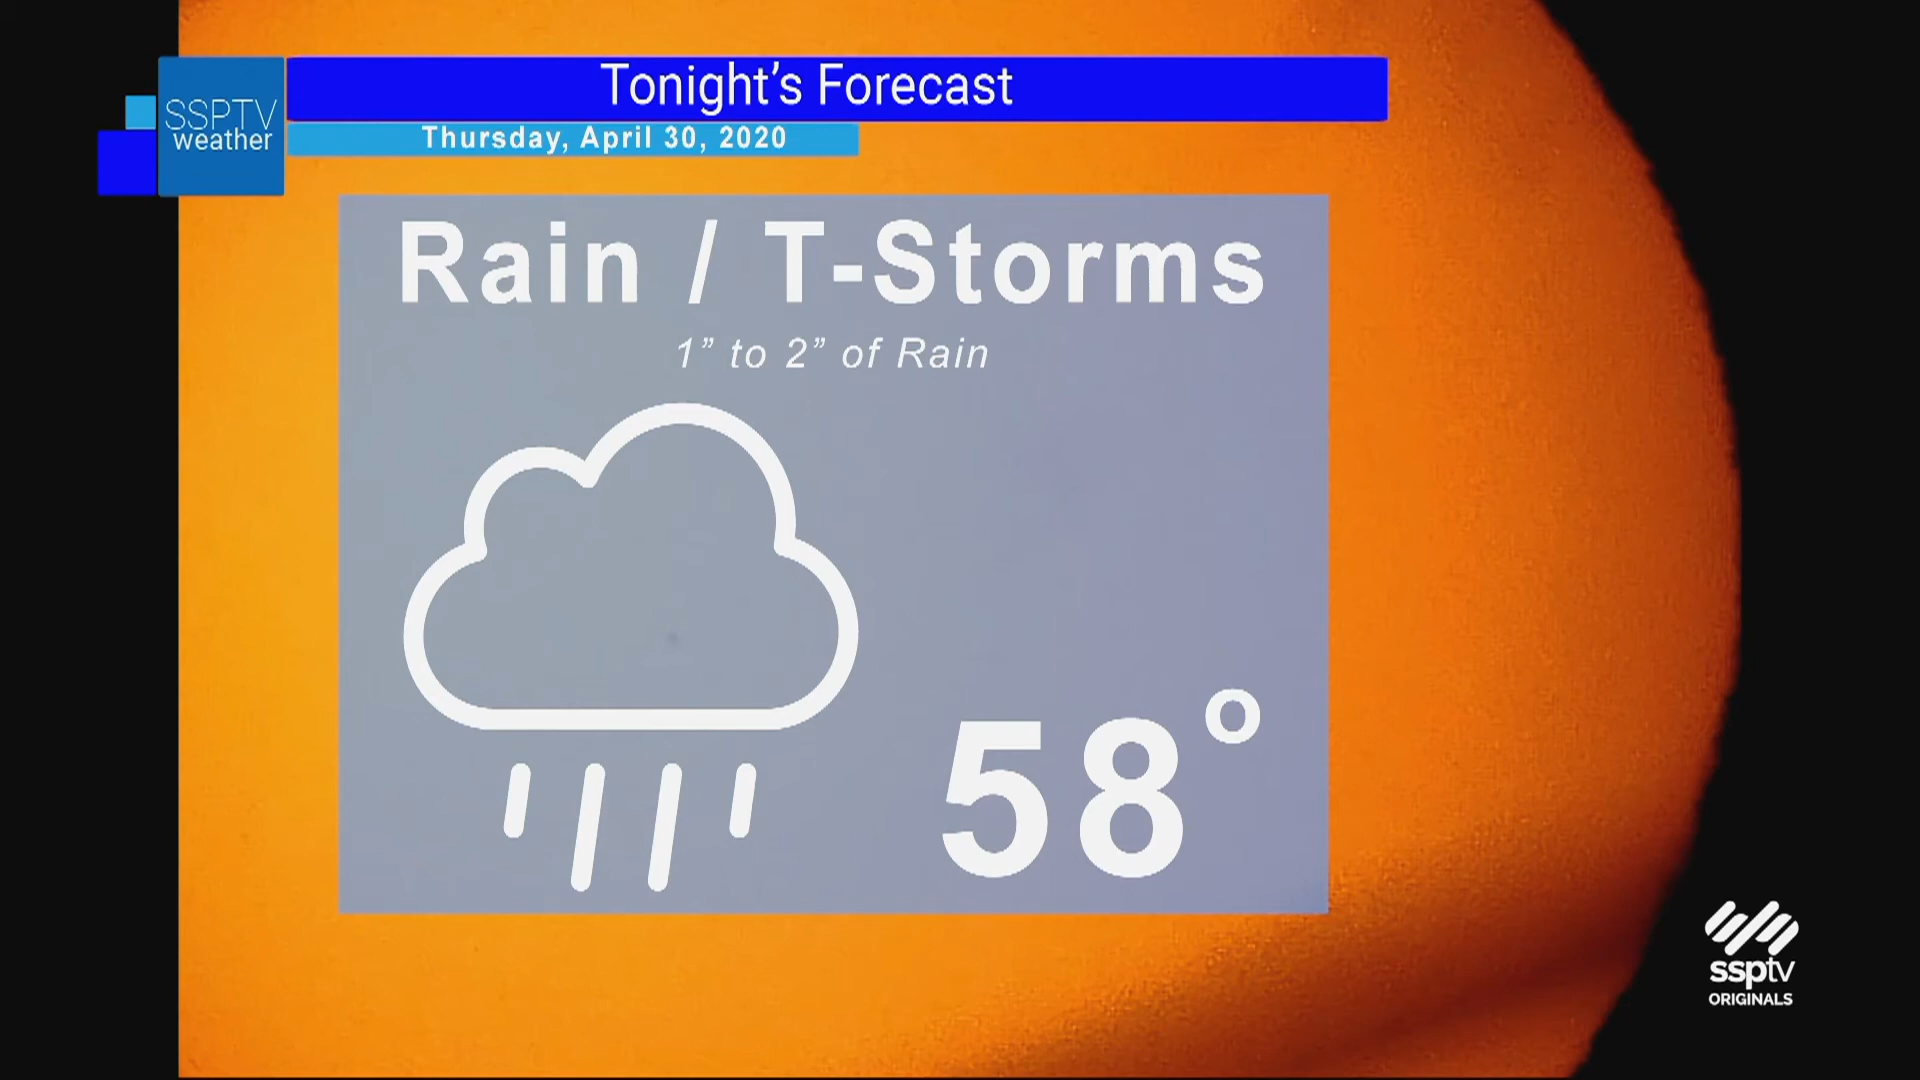 Tonight’s Forecast
SSPTV
weather
Thursday, April 30, 2020
Rain / T-Storms
1” to 2” of Rain
58°
ssptv
ORIGINALS